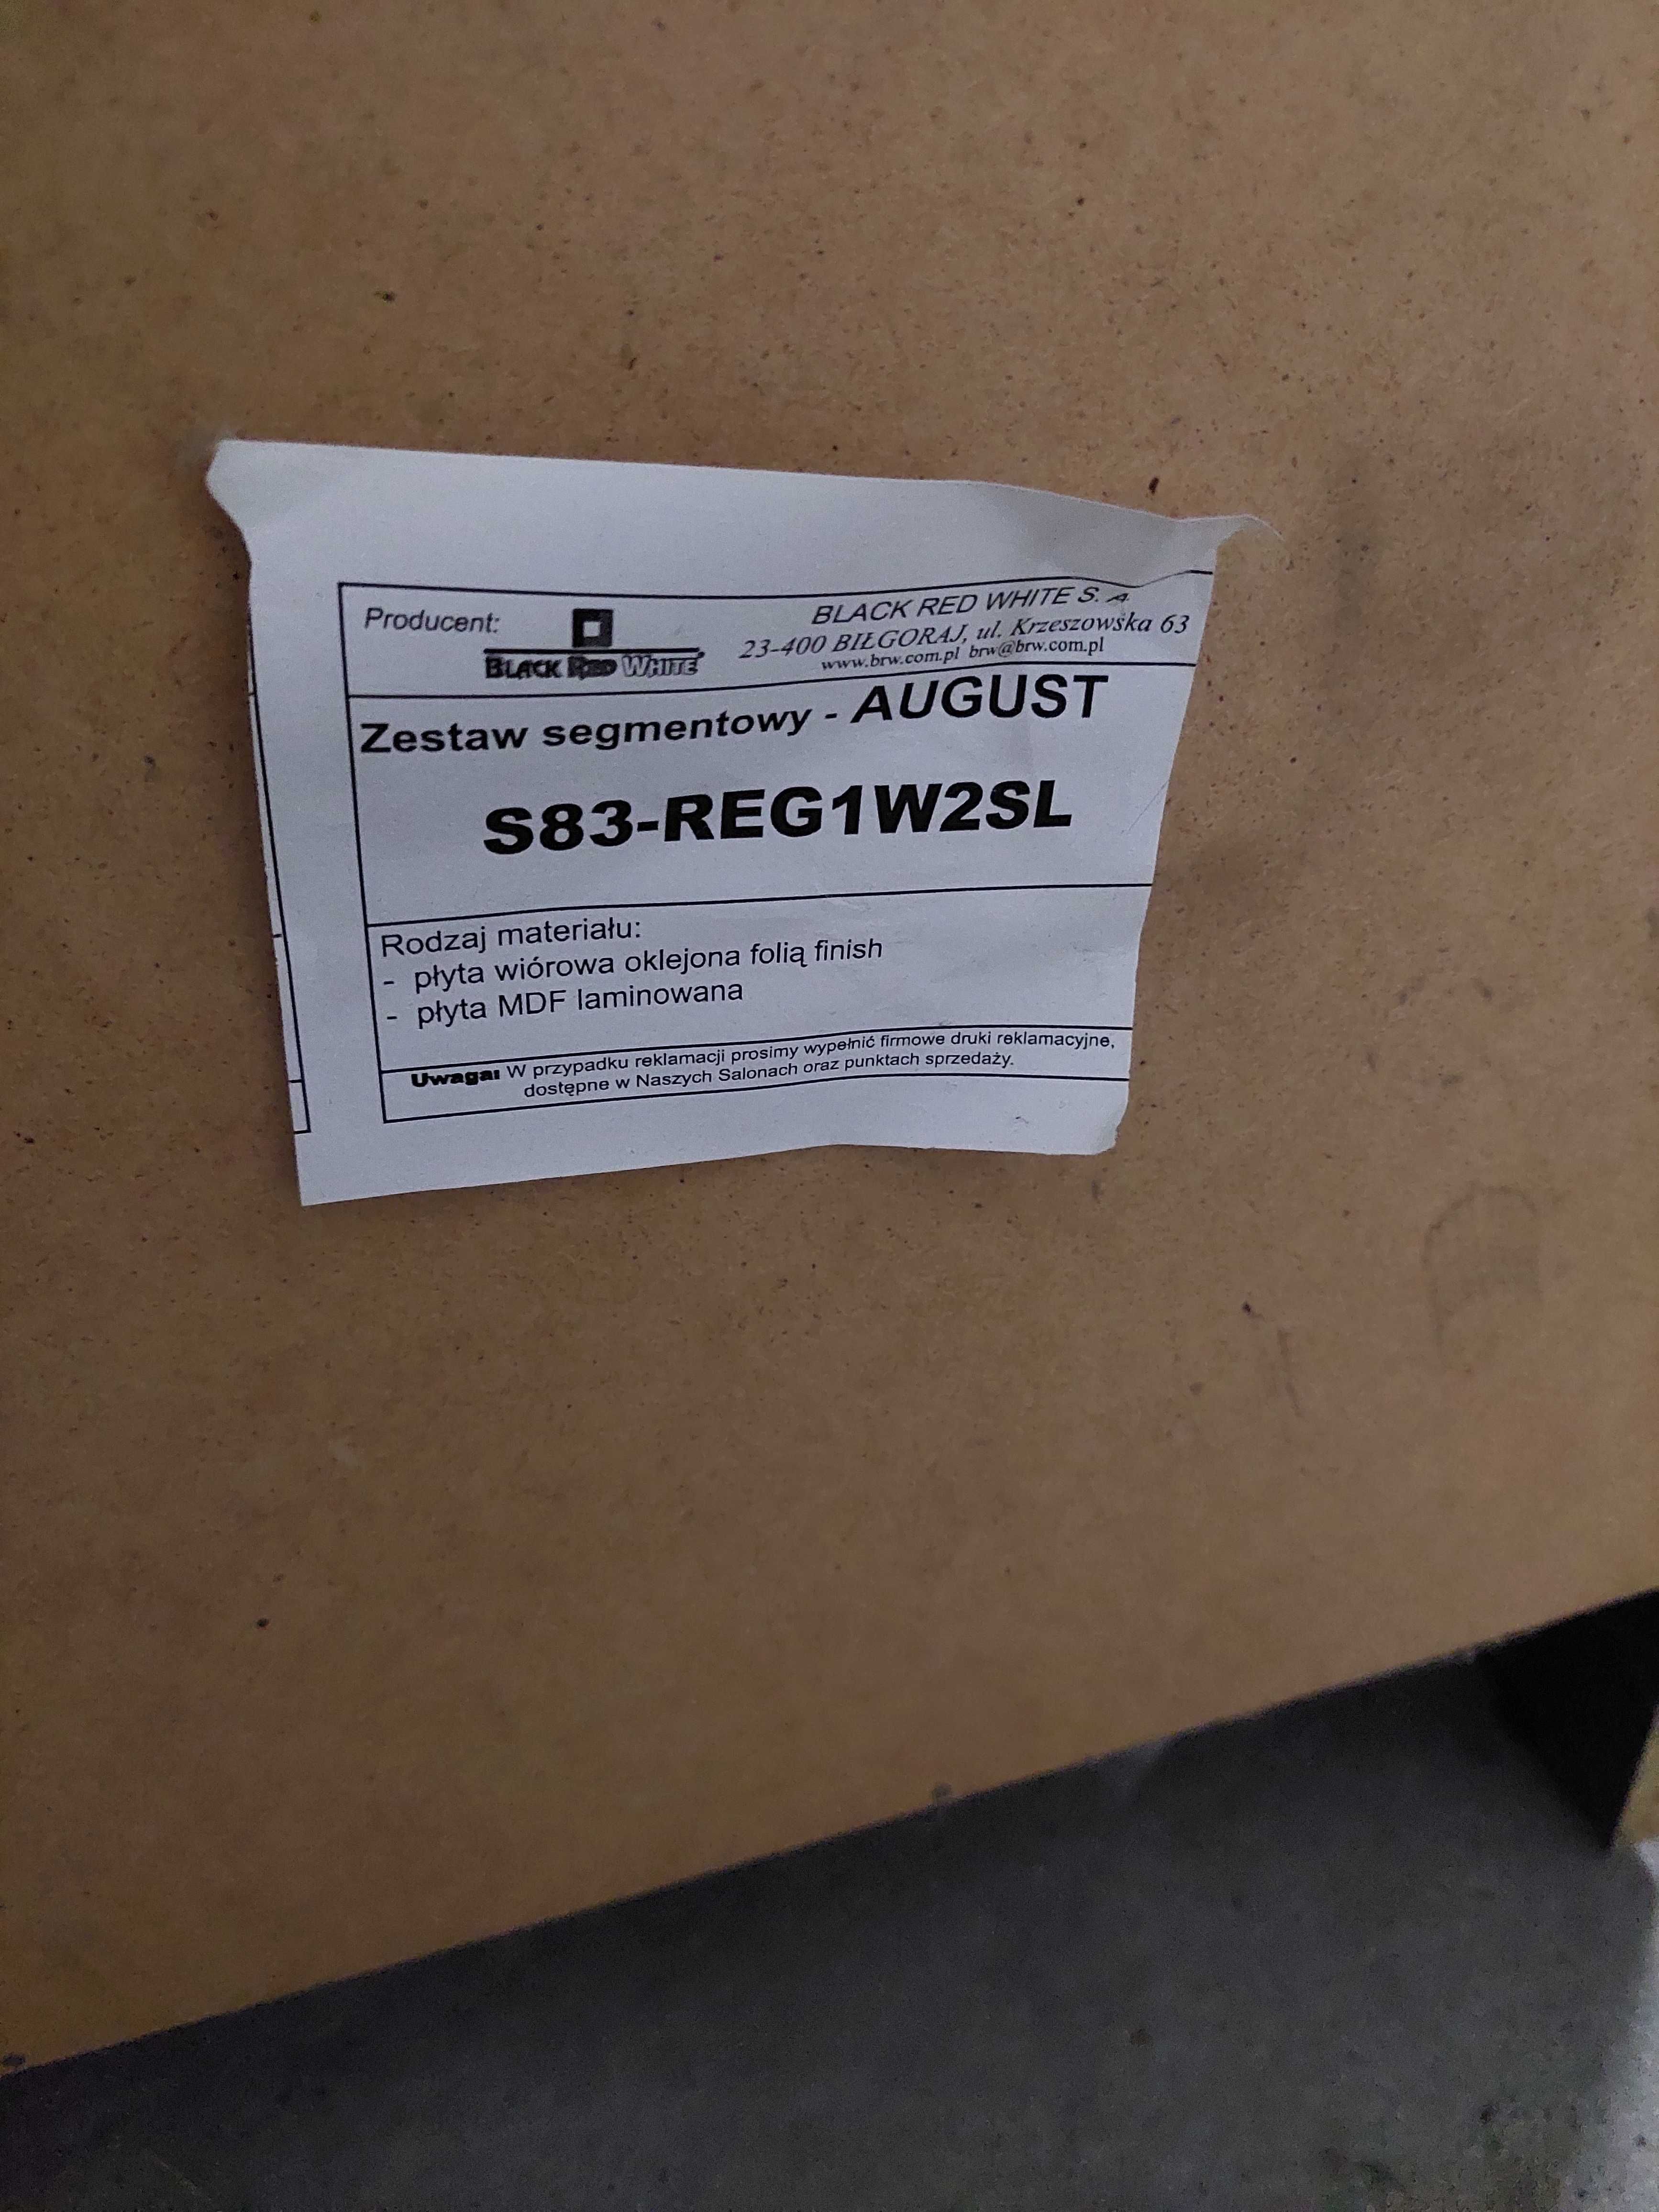 Producent:
BLACK RED WHITE
BLACK RED WHITE S. A.
23-400 BIŁGORAJ, ul. Krzeszowska 63
www.brw.com.pl brw@brw.com.pl
Zestaw segmentowy - AUGUST
S83-REG1W2SL
Rodzaj materiału:
- płyta wiórowa oklejona folią finish
- płyta MDF laminowana
Uwaga: W przypadku reklamacji prosimy wypełnić firmowe druki reklamacyjne,
dostępne w Naszych Salonach oraz punktach sprzedaży.